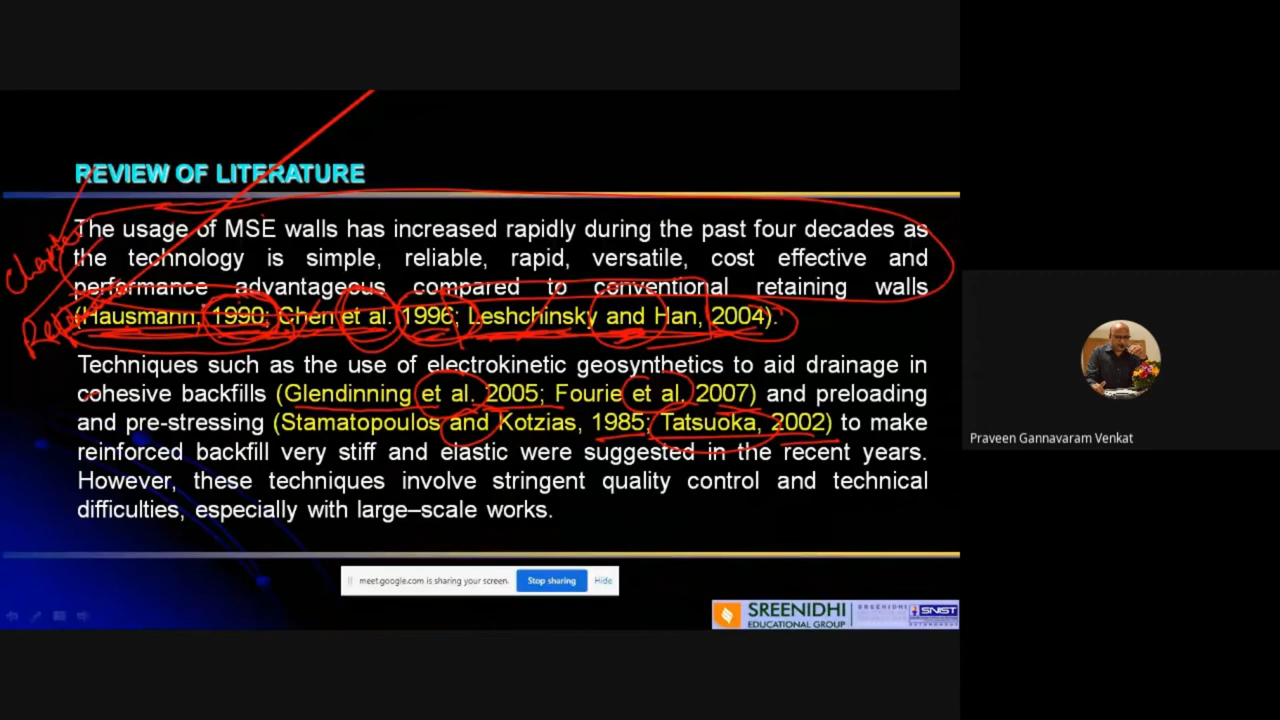 REVIEW OF LITERATURE
The usage of MSE walls has increased rapidly during the past four decades as
the technology is simple, reliable, rapid, versatile, cost effective and
performance advantageous compared to conventional retaining walls
(Hausmann, 1990; Chen et al. 1996; Leshchinsky and Han, 2004).
Techniques such as the use of electrokinetic geosynthetics to aid drainage in
cohesive backfills (Glendinning et al. 2005; Fourie et al. 2007) and preloading
and pre-stressing (Stamatopoulos and Kotzias, 1985; Tatsuoka, 2002) to make
reinforced backfill very stiff and elastic were suggested in the recent years.
However, these techniques involve stringent quality control and technical
difficulties, especially with large–scale works.
Chapter
meet.google.com is sharing your screen. Stop sharing Hide
SREENIDHI
EDUCATIONAL GROUP
SREENIDHI
SNIST
Praveen Gannavaram Venkat